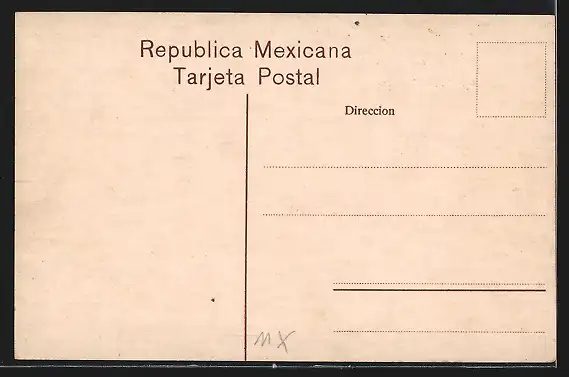 Republica Mexicana
Tarjeta Postal
Direccion
MX